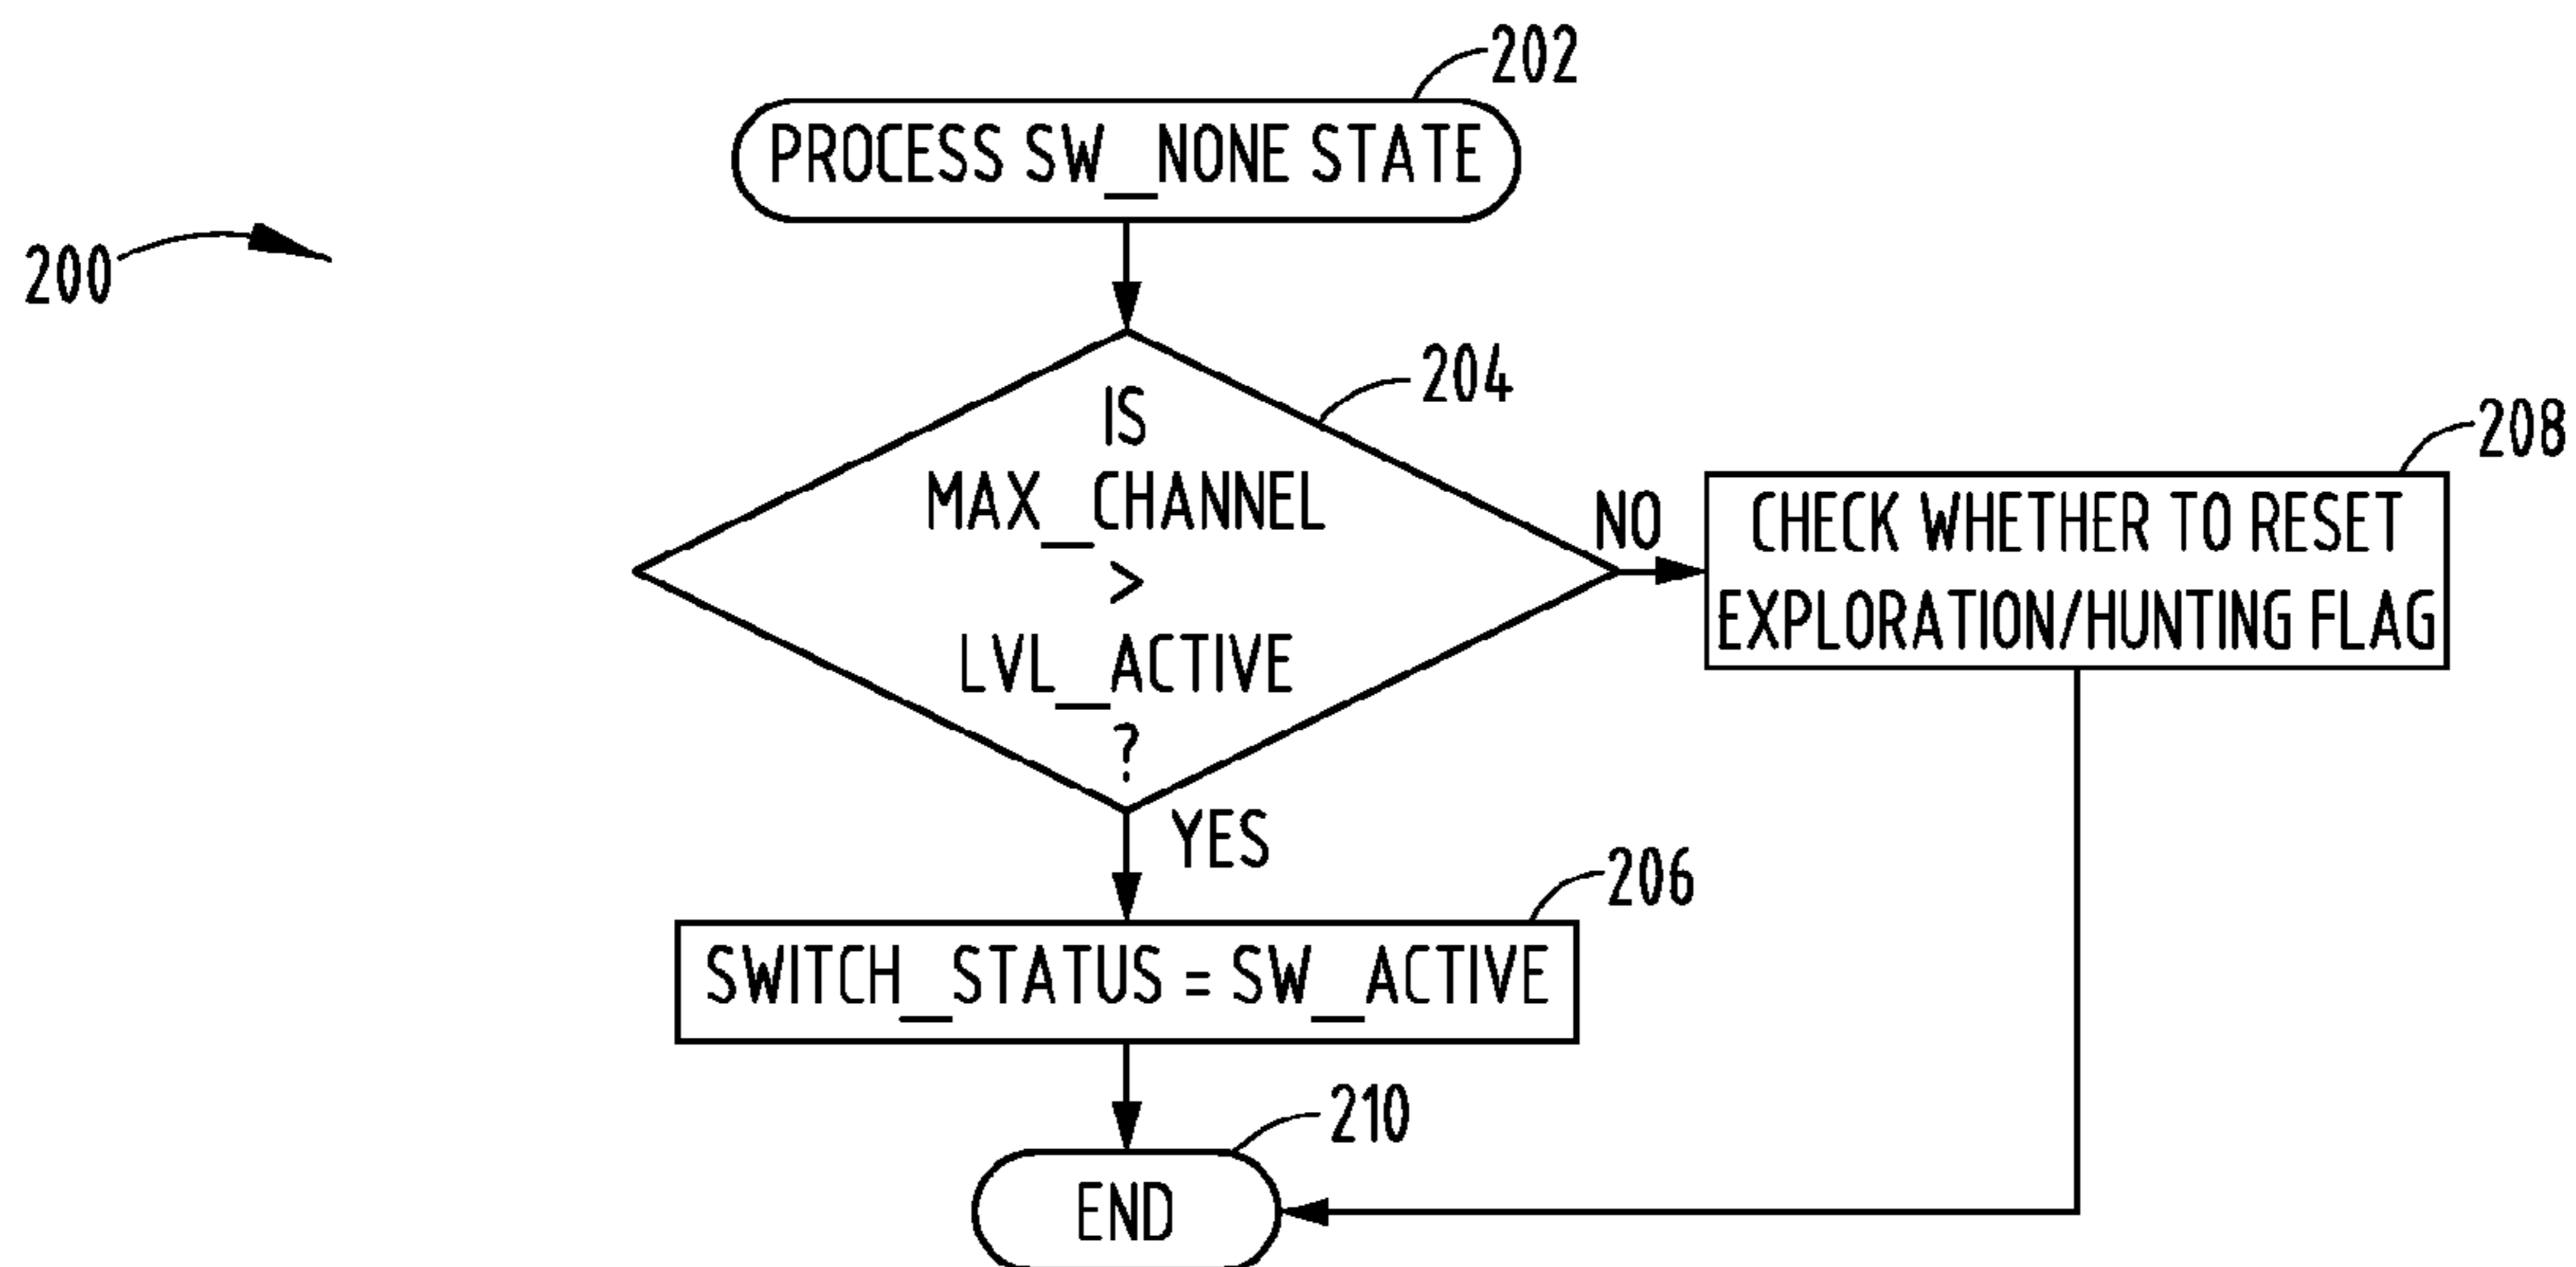 202
PROCESS SW_NONE STATE
200
204
IS
MAX_CHANNEL
>
LVL_ACTIVE
?
NO
208
CHECK WHETHER TO RESET
EXPLORATION/HUNTING FLAG
YES
206
SWITCH_STATUS = SW_ACTIVE
210
END